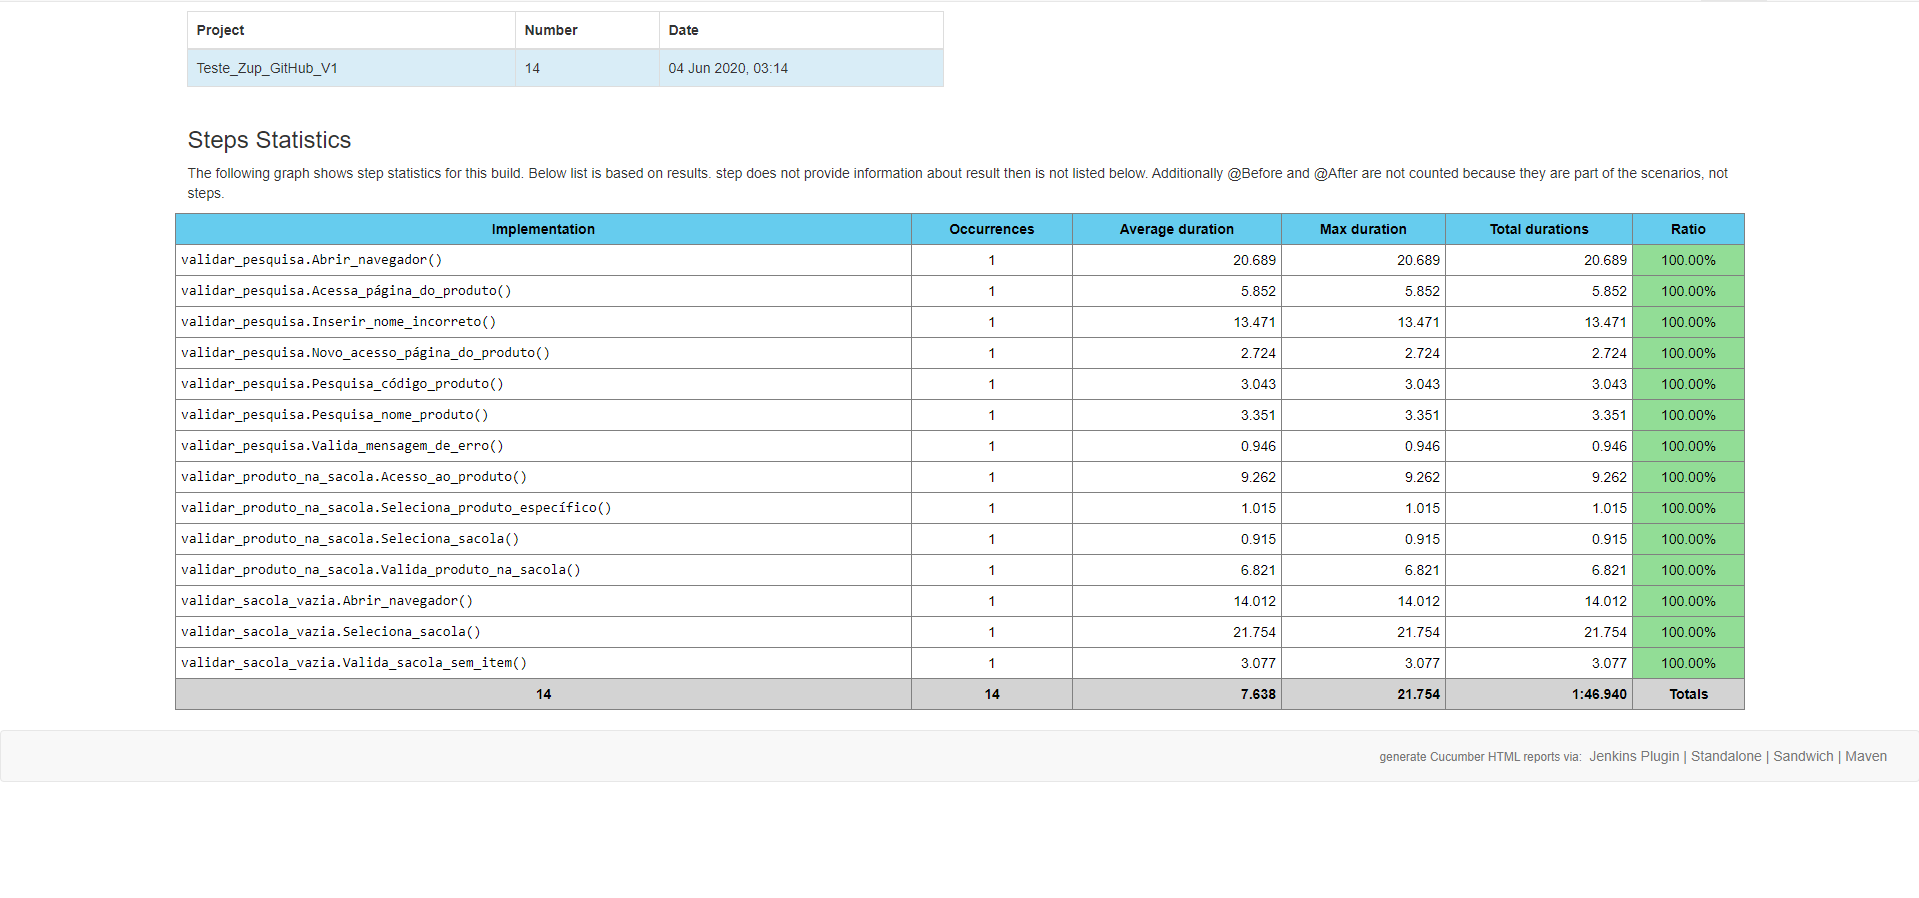 Project Number Date
Teste_Zup_GitHub_V1 14 04 Jun 2020, 03:14
Steps Statistics
The following graph shows step statistics for this build. Below list is based on results. step does not provide information about result then is not listed below. Additionally @Before and @After are not counted because they are part of the scenarios, not
steps.
Implementation Occurrences Average duration Max duration Total durations Ratio
validar_pesquisa.Abrir_navegador() 1 20.689 20.689 20.689 100.00%
validar_pesquisa.Acessa_página_do_produto() 1 5.852 5.852 5.852 100.00%
validar_pesquisa.Inserir_nome_incorreto() 1 13.471 13.471 13.471 100.00%
validar_pesquisa.Novo_acesso_página_do_produto() 1 2.724 2.724 2.724 100.00%
validar_pesquisa.Pesquisa_código_produto() 1 3.043 3.043 3.043 100.00%
validar_pesquisa.Pesquisa_nome_produto() 1 3.351 3.351 3.351 100.00%
validar_pesquisa.Valida_mensagem_de_erro() 1 0.946 0.946 0.946 100.00%
validar_produto_na_sacola.Acesso_ao_produto() 1 9.262 9.262 9.262 100.00%
validar_produto_na_sacola.Seleciona_produto_específico() 1 1.015 1.015 1.015 100.00%
validar_produto_na_sacola.Seleciona_sacola() 1 0.915 0.915 0.915 100.00%
validar_produto_na_sacola.Valida_produto_na_sacola() 1 6.821 6.821 6.821 100.00%
validar_sacola_vazia.Abrir_navegador() 1 14.012 14.012 14.012 100.00%
validar_sacola_vazia.Seleciona_sacola() 1 21.754 21.754 21.754 100.00%
validar_sacola_vazia.Valida_sacola_sem_item() 1 3.077 3.077 3.077 100.00%
14 14 7.638 21.754 1:46.940 Totals
generate Cucumber HTML reports via: Jenkins Plugin | Standalone | Sandwich | Maven